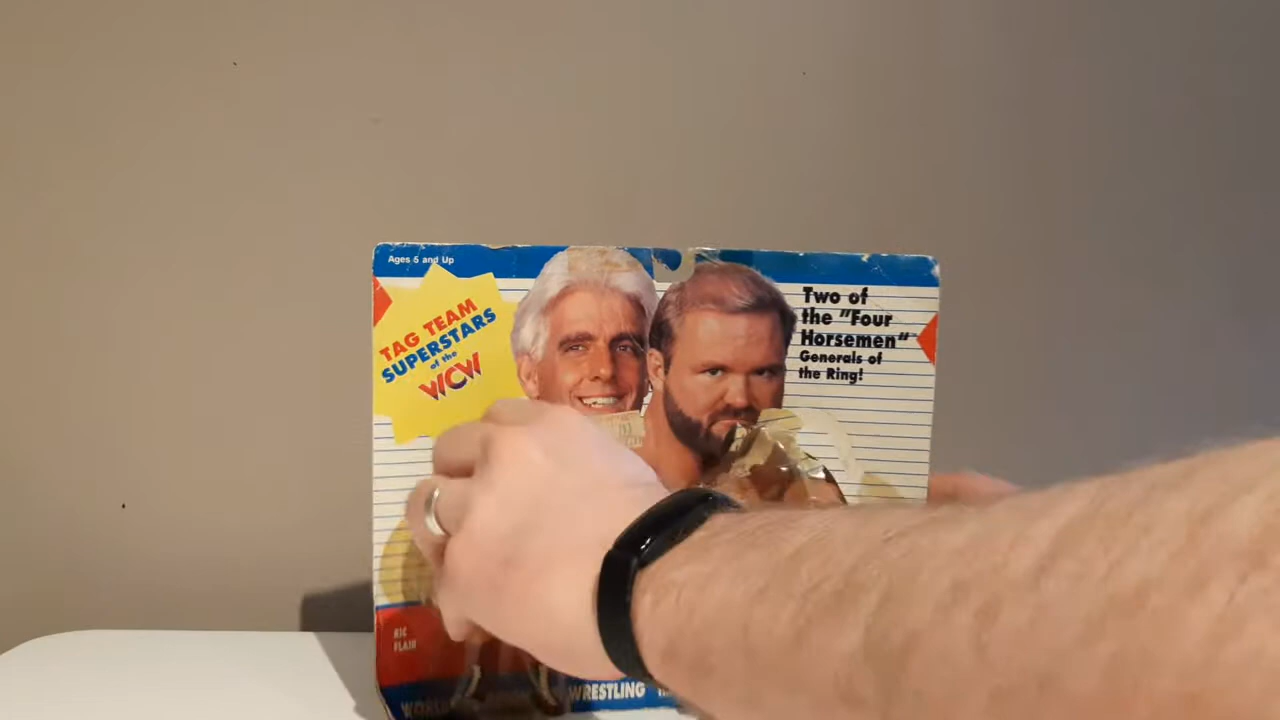 Ages 5 and Up
TAG TEAM
SUPERSTARS
of the
WCW
Two of
the "Four
Horsemen"
Generals of
the Ring!
RIC
FLAIR
WRESTLING